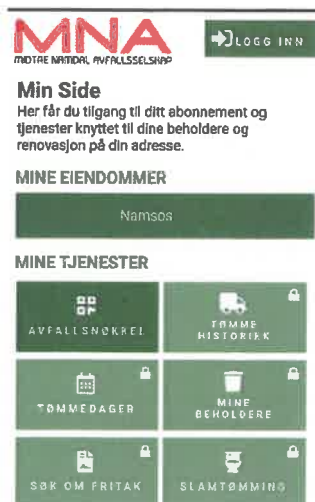 MNA
MIDTRE NAMDAL AVFALLSSELSKAP
LOGG INN
Min Side
Her får du tilgang til ditt abonnement og
tjenester knyttet til dine beholdere og
renovasjon på din adresse.
MINE EIENDOMMER
Namsos
MINE TJENESTER
AVFALLSNØKKEL
TØMME
HISTORIKK
TØMMEDAGER
MINE
BEHOLDERE
SØK OM FRITAK
SLAMTØMMING